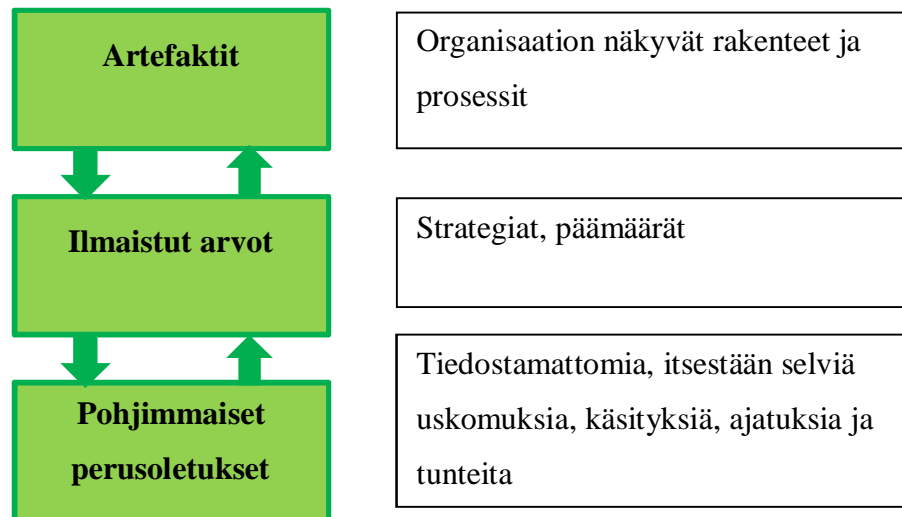 Artefaktit
Organisaation näkyvät rakenteet ja
prosessit
Ilmaistut arvot
Strategiat, päämäärät
Pohjimmaiset
perusoletukset
Tiedostamattomia, itsestään selviä
uskomuksia, käsityksiä, ajatuksia ja
tunteita